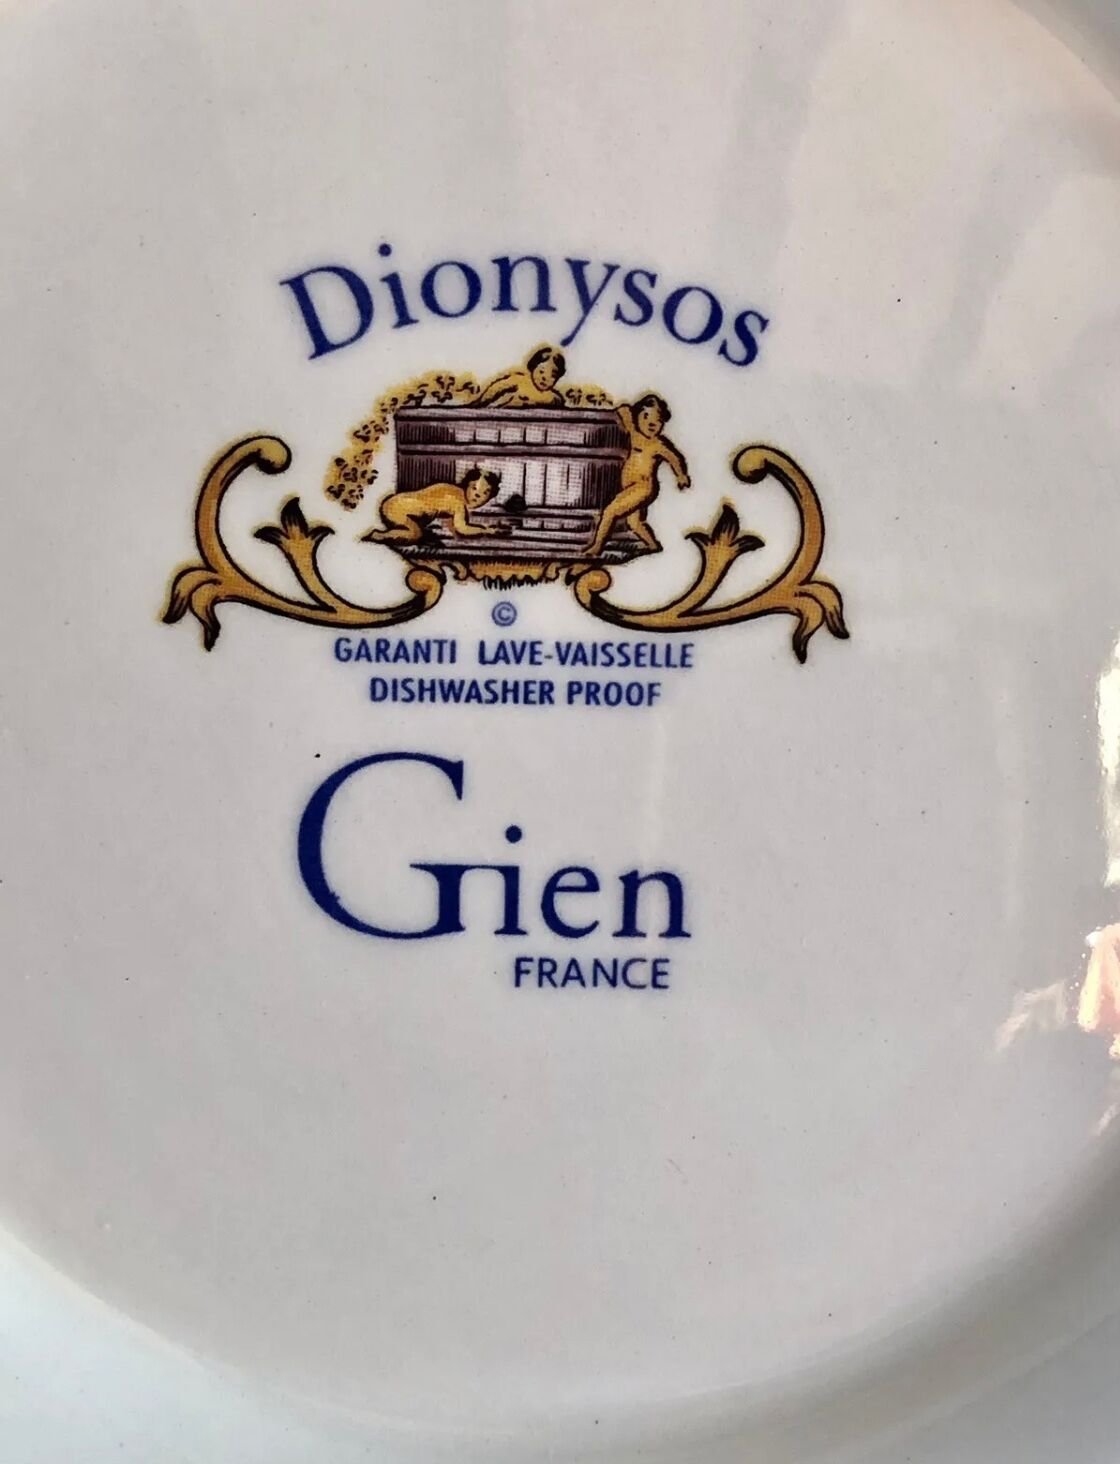 Dionysos
©
GARANTI LAVE-VAISSELLE
DISHWASHER PROOF
Gien
FRANCE